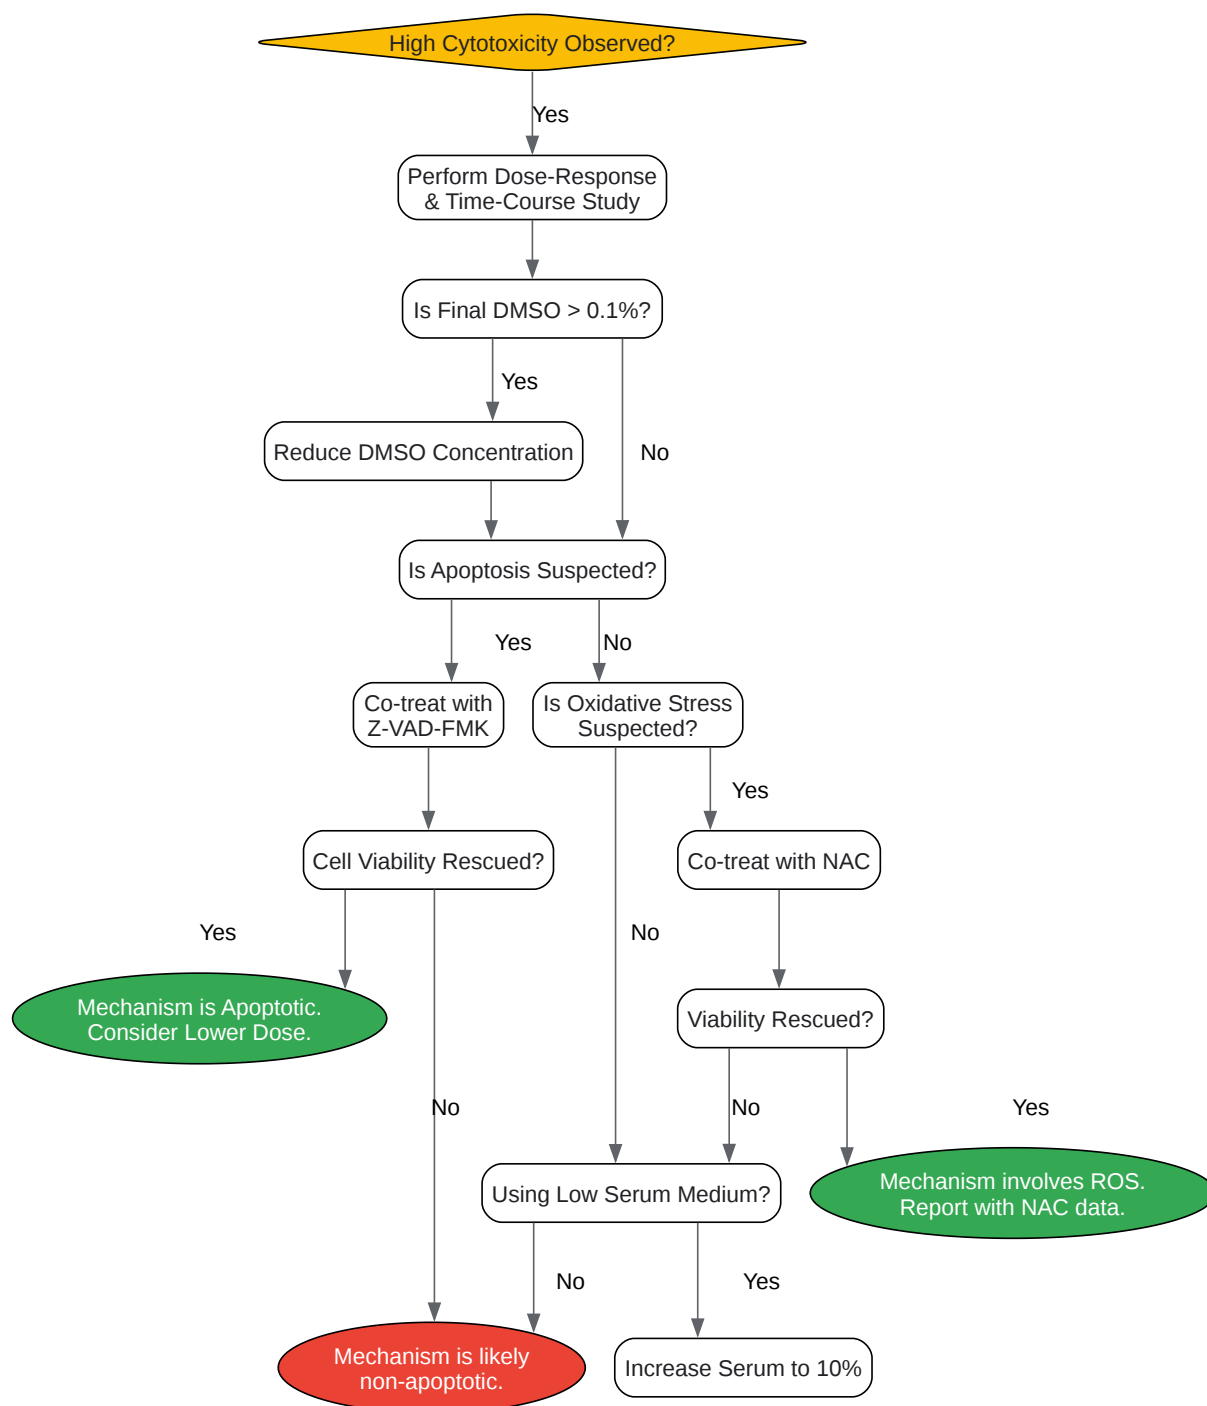 High Cytotoxicity Observed?
Yes
Perform Dose-Response
& Time-Course Study
Is Final DMSO > 0.1%?
Yes
Reduce DMSO Concentration
No
Is Apoptosis Suspected?
Yes
No
Co-treat with
Z-VAD-FMK
Is Oxidative Stress
Suspected?
Yes
Cell Viability Rescued?
Co-treat with NAC
Yes
No
Mechanism is Apoptotic.
Consider Lower Dose.
Viability Rescued?
No
No
Yes
Using Low Serum Medium?
Mechanism involves ROS.
Report with NAC data.
No
Yes
Mechanism is likely
non-apoptotic.
Increase Serum to 10%